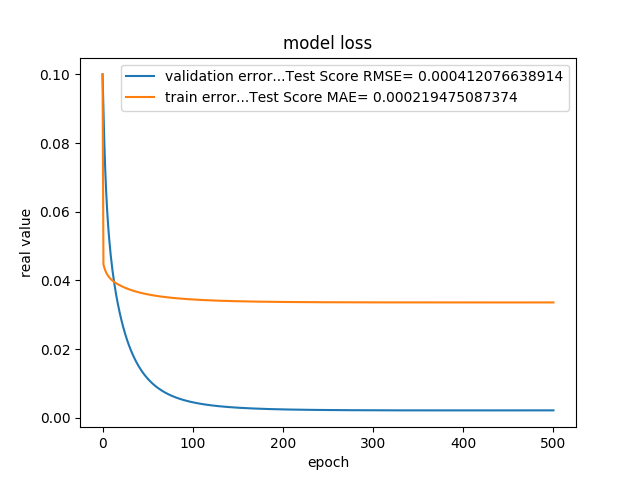 model loss
validation error...Test Score RMSE= 0.000412076638914
train error...Test Score MAE= 0.000219475087374
0.10
0.08
0.06
0.04
0.02
0.00
real value
0 100 200 300 400 500
epoch